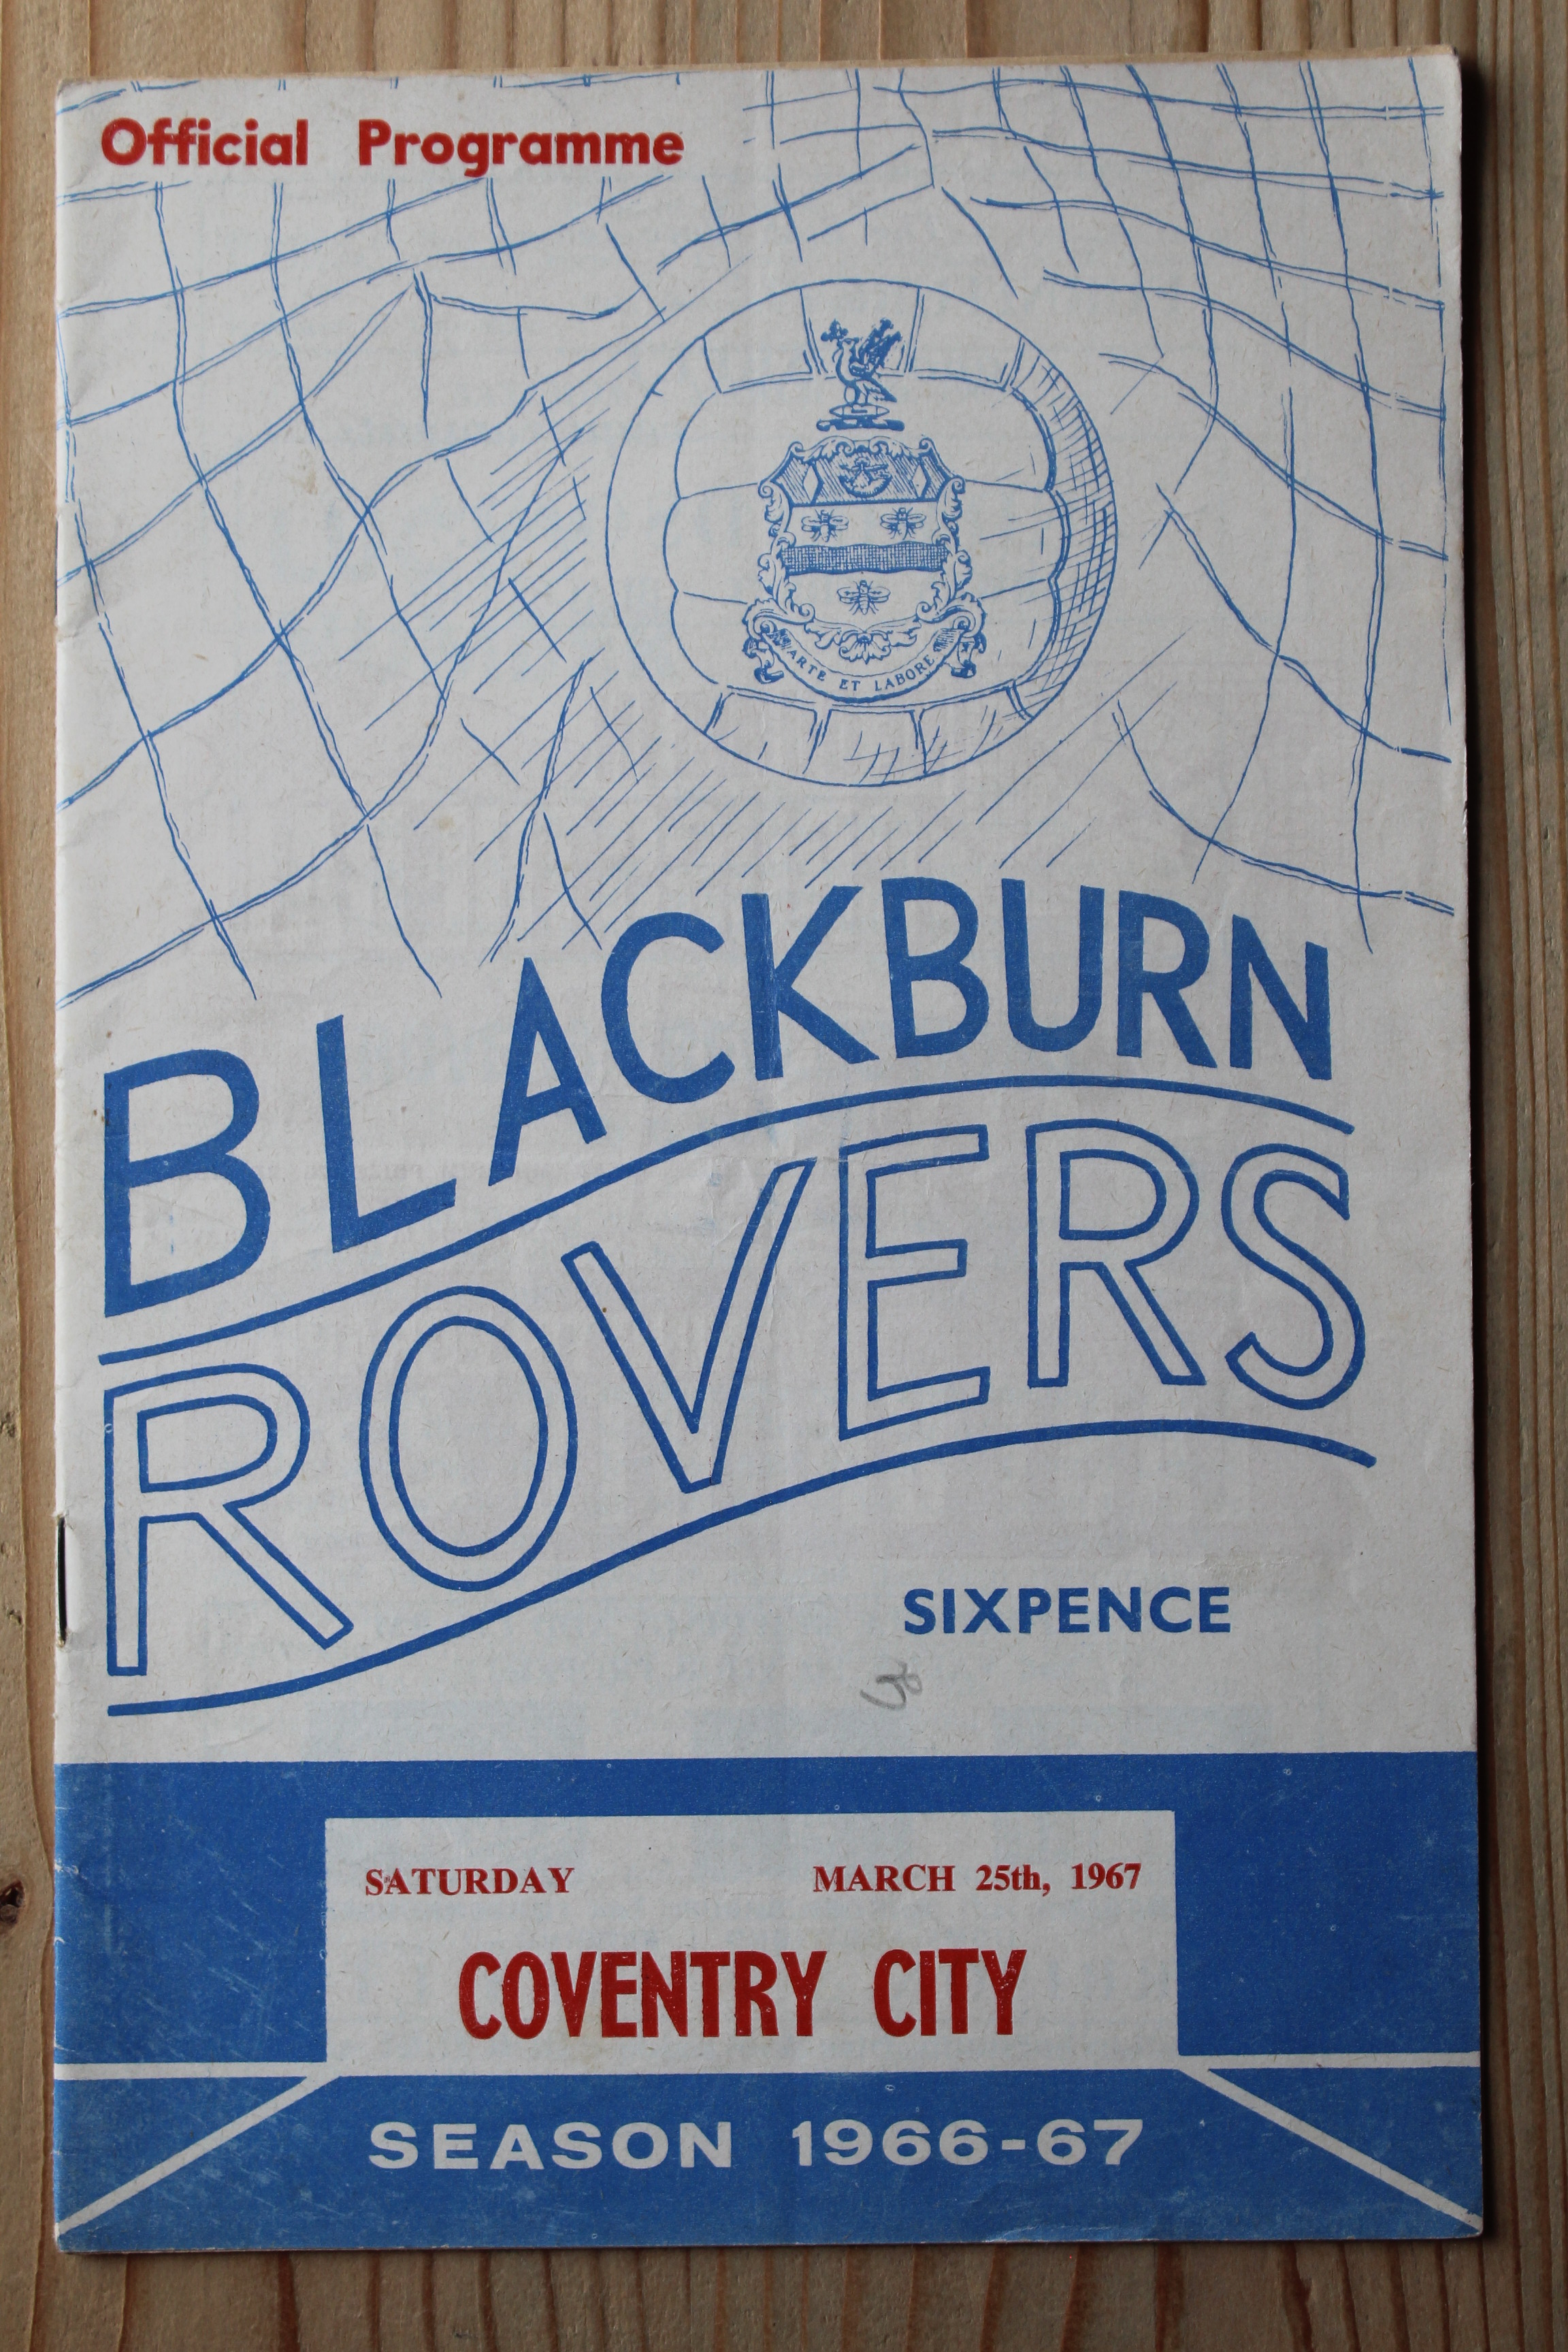 Official Programme
ARTE ET LABORE
BLACKBURN
ROVERS
SIXPENCE
SATURDAY MARCH 25th, 1967
COVENTRY CITY
SEASON 1966-67